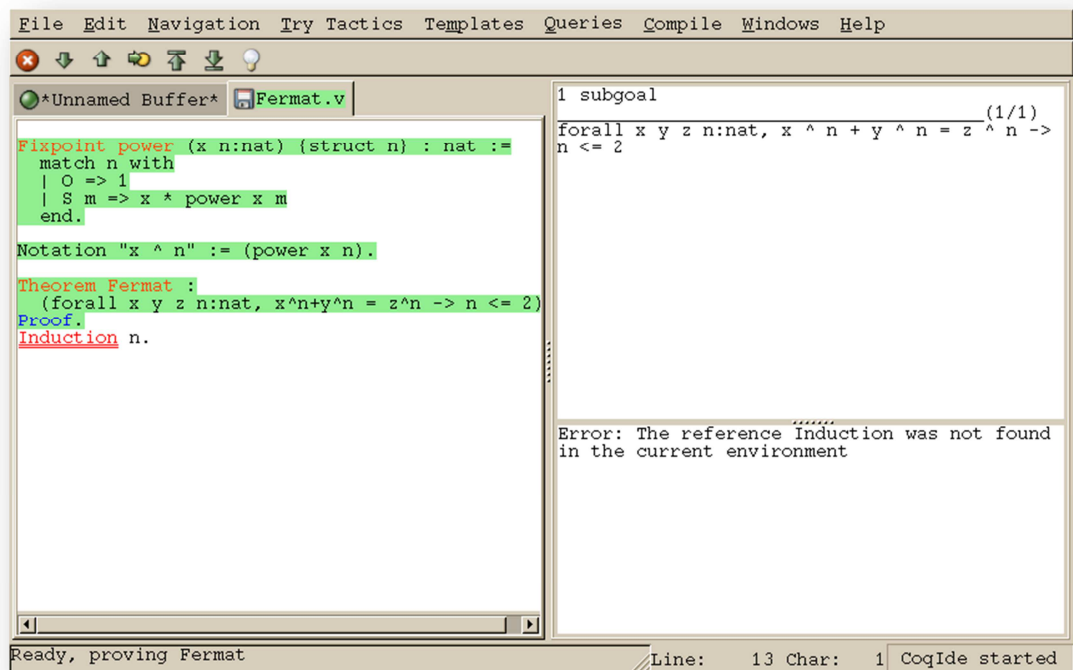 File Edit Navigation Try Tactics Templates Queries Compile Windows Help
*Unnamed Buffer* Fermat.v
Fixpoint power (x n:nat) {struct n} : nat :=
  match n with
  | O => 1
  | S m => x * power x m
  end.
Notation "x ^ n" := (power x n).
Theorem Fermat :
  (forall x y z n:nat, x^n+y^n = z^n -> n <= 2)
Proof.
Induction n.
1 subgoal
(1/1)
forall x y z n:nat, x ^ n + y ^ n = z ^ n ->
n <= 2
Error: The reference Induction was not found
in the current environment
Ready, proving Fermat
Line: 13 Char: 1 CoqIde started